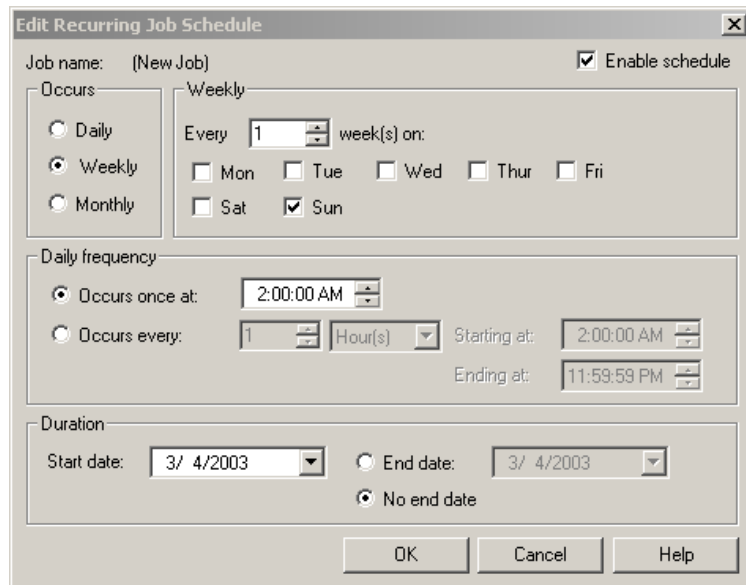 Edit Recurring Job Schedule
Job name: (New Job)
Enable schedule
Occurs
Daily
Weekly
Monthly
Weekly
Every 1 week(s) on:
Mon Tue Wed Thur Fri
Sat Sun
Daily frequency
Occurs once at: 2:00:00 AM
Occurs every: 1 Hour(s) Starting at: 2:00:00 AM
Ending at: 11:59:59 PM
Duration
Start date: 3/ 4/2003 End date: 3/ 4/2003
No end date
OK Cancel Help